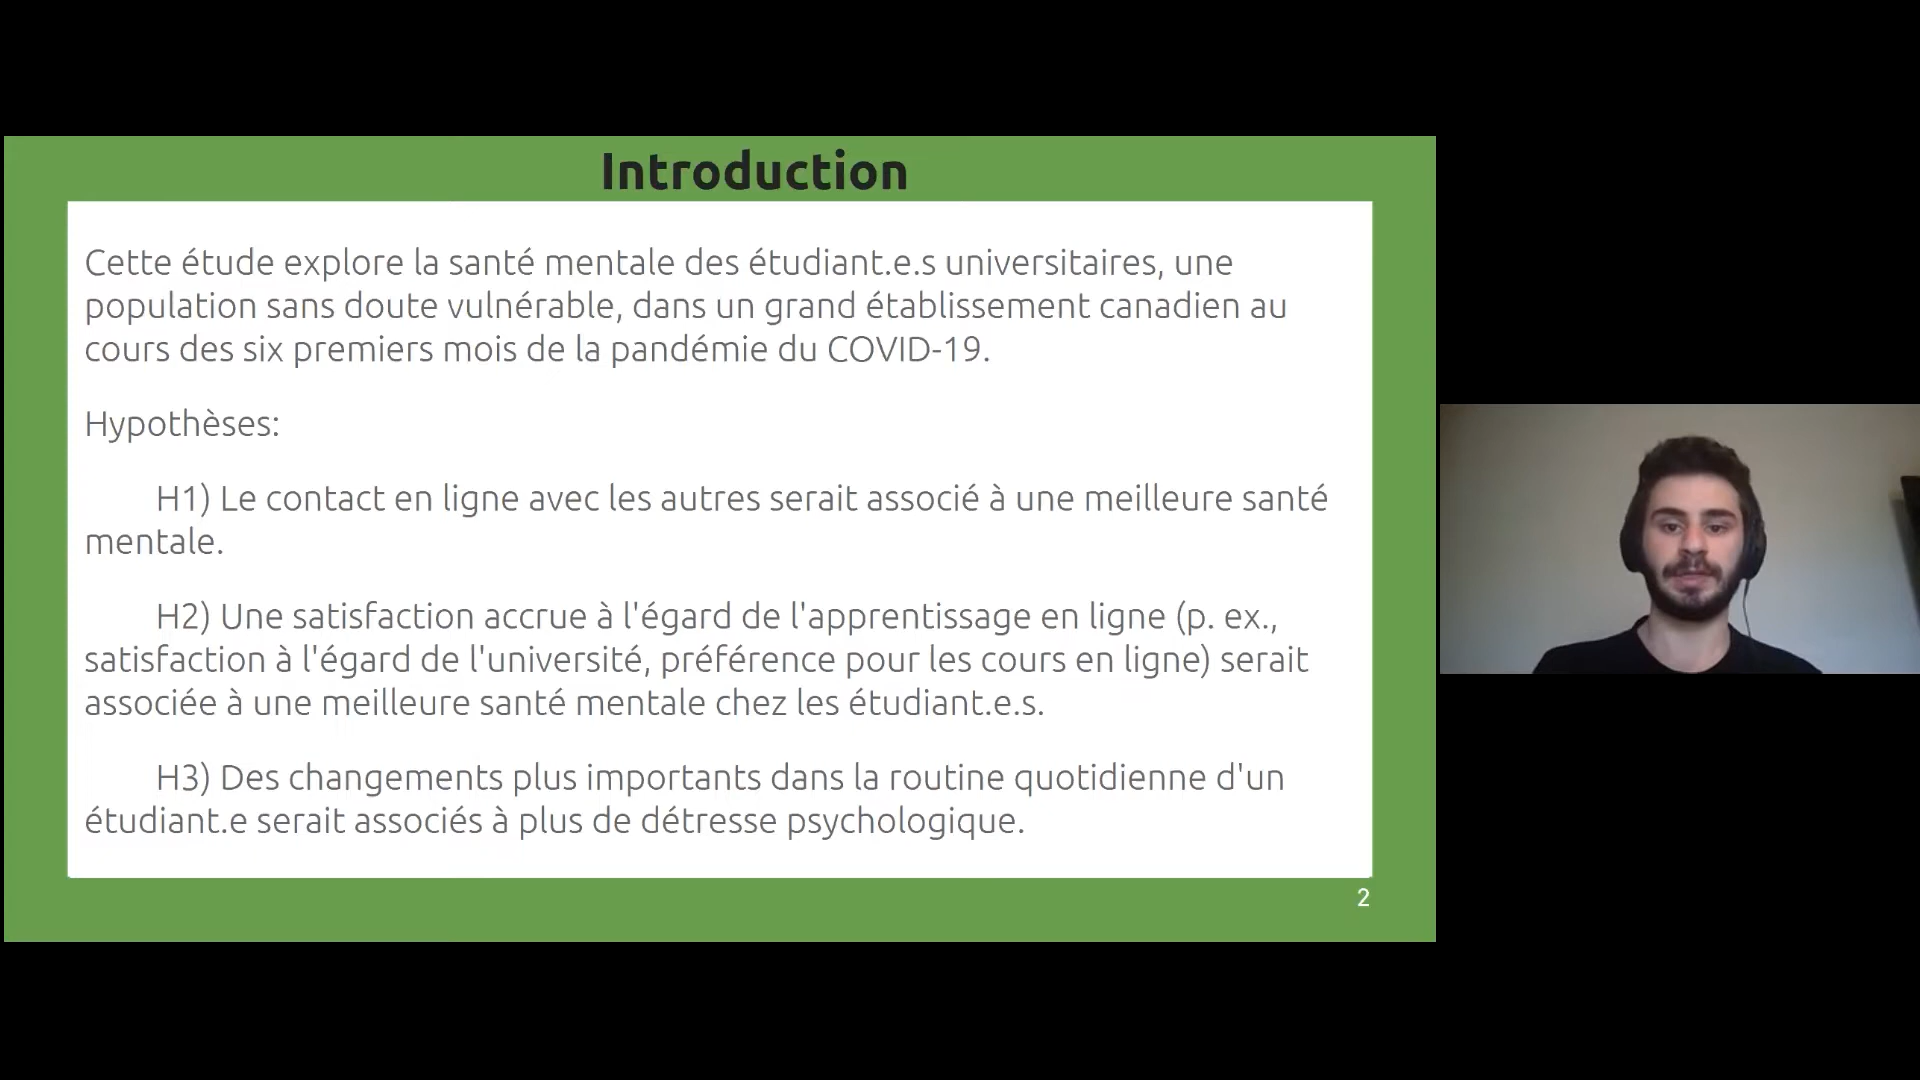 Introduction
Cette étude explore la santé mentale des étudiant.e.s universitaires, une
population sans doute vulnérable, dans un grand établissement canadien au
cours des six premiers mois de la pandémie du COVID-19.
Hypothèses:
H1) Le contact en ligne avec les autres serait associé à une meilleure santé
mentale.
H2) Une satisfaction accrue à l'égard de l'apprentissage en ligne (p. ex.,
satisfaction à l'égard de l'université, préférence pour les cours en ligne) serait
associée à une meilleure santé mentale chez les étudiant.e.s.
H3) Des changements plus importants dans la routine quotidienne d'un
étudiant.e serait associés à plus de détresse psychologique.
2